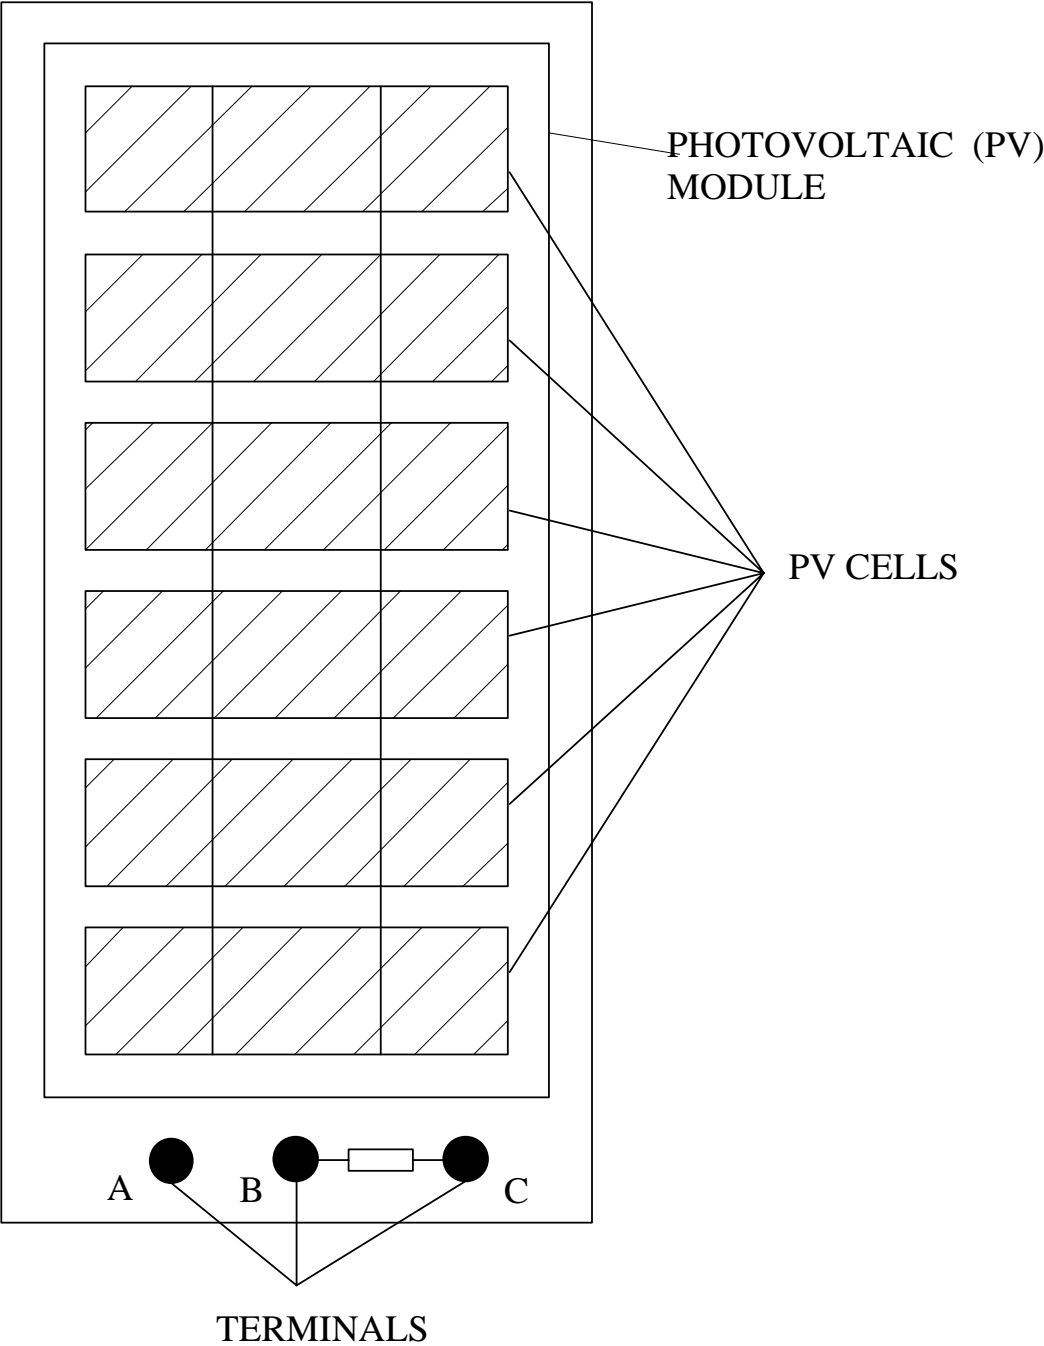 PHOTOVOLTAIC (PV)
MODULE
PV CELLS
A
B
C
TERMINALS